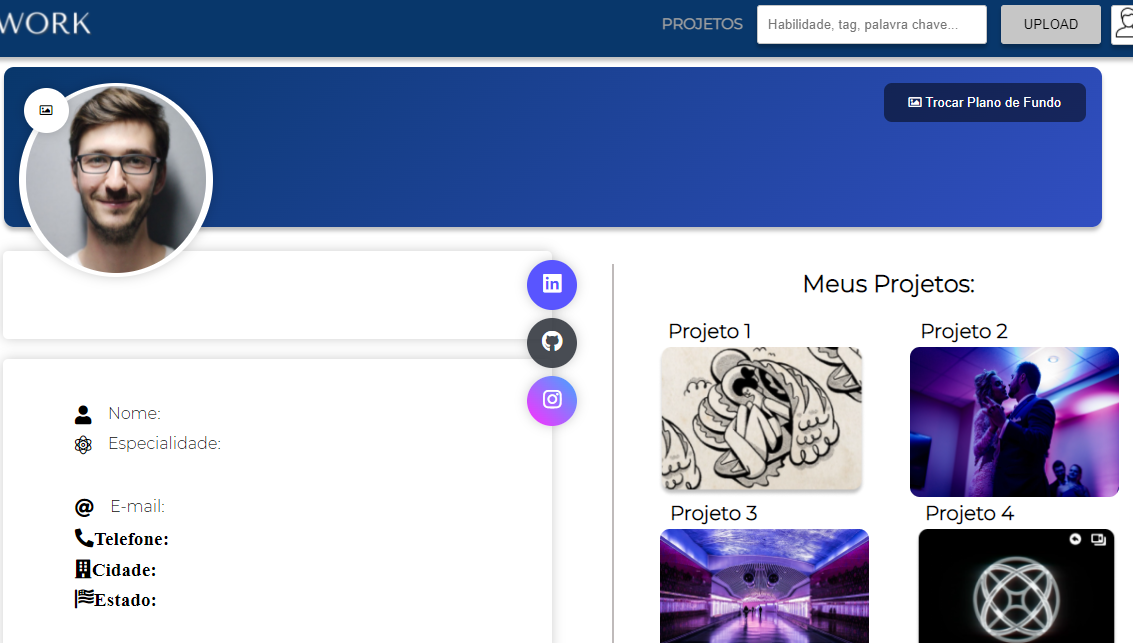 WORK
PROJETOS
Habilidade, tag, palavra chave...
UPLOAD
Trocar Plano de Fundo
in
Nome:
Especialidade:
E-mail:
Telefone:
Cidade:
Estado:
Meus Projetos:
Projeto 1
Projeto 2
Projeto 3
Projeto 4